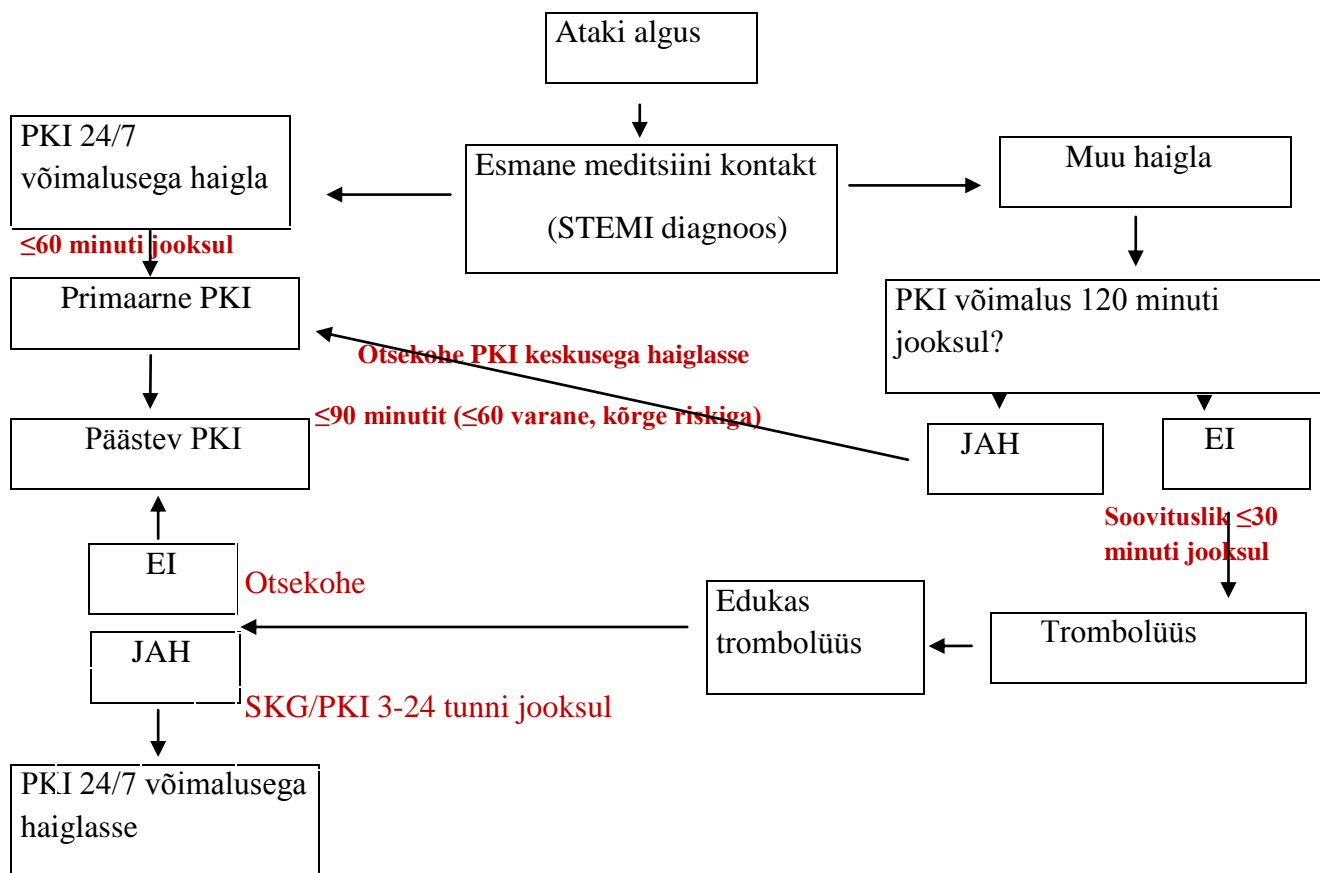 Ataki algus
PKI 24/7
võimalusega haigla
Esmane meditsiini kontakt
(STEMI diagnoos)
Muu haigla
≤60 minuti jooksul
Primaarne PKI
PKI võimalus 120 minuti
jooksul?
Otsekohe PKI keskusega haiglasse
≤90 minutit (≤60 varane, kõrge riskiga)
Päästev PKI
JAH
EI
Soovituslik ≤30
minuti jooksul
EI
Otsekohe
Edukas
trombolüüs
Trombolüüs
JAH
SKG/PKI 3-24 tunni jooksul
PKI 24/7 võimalusega
haiglasse